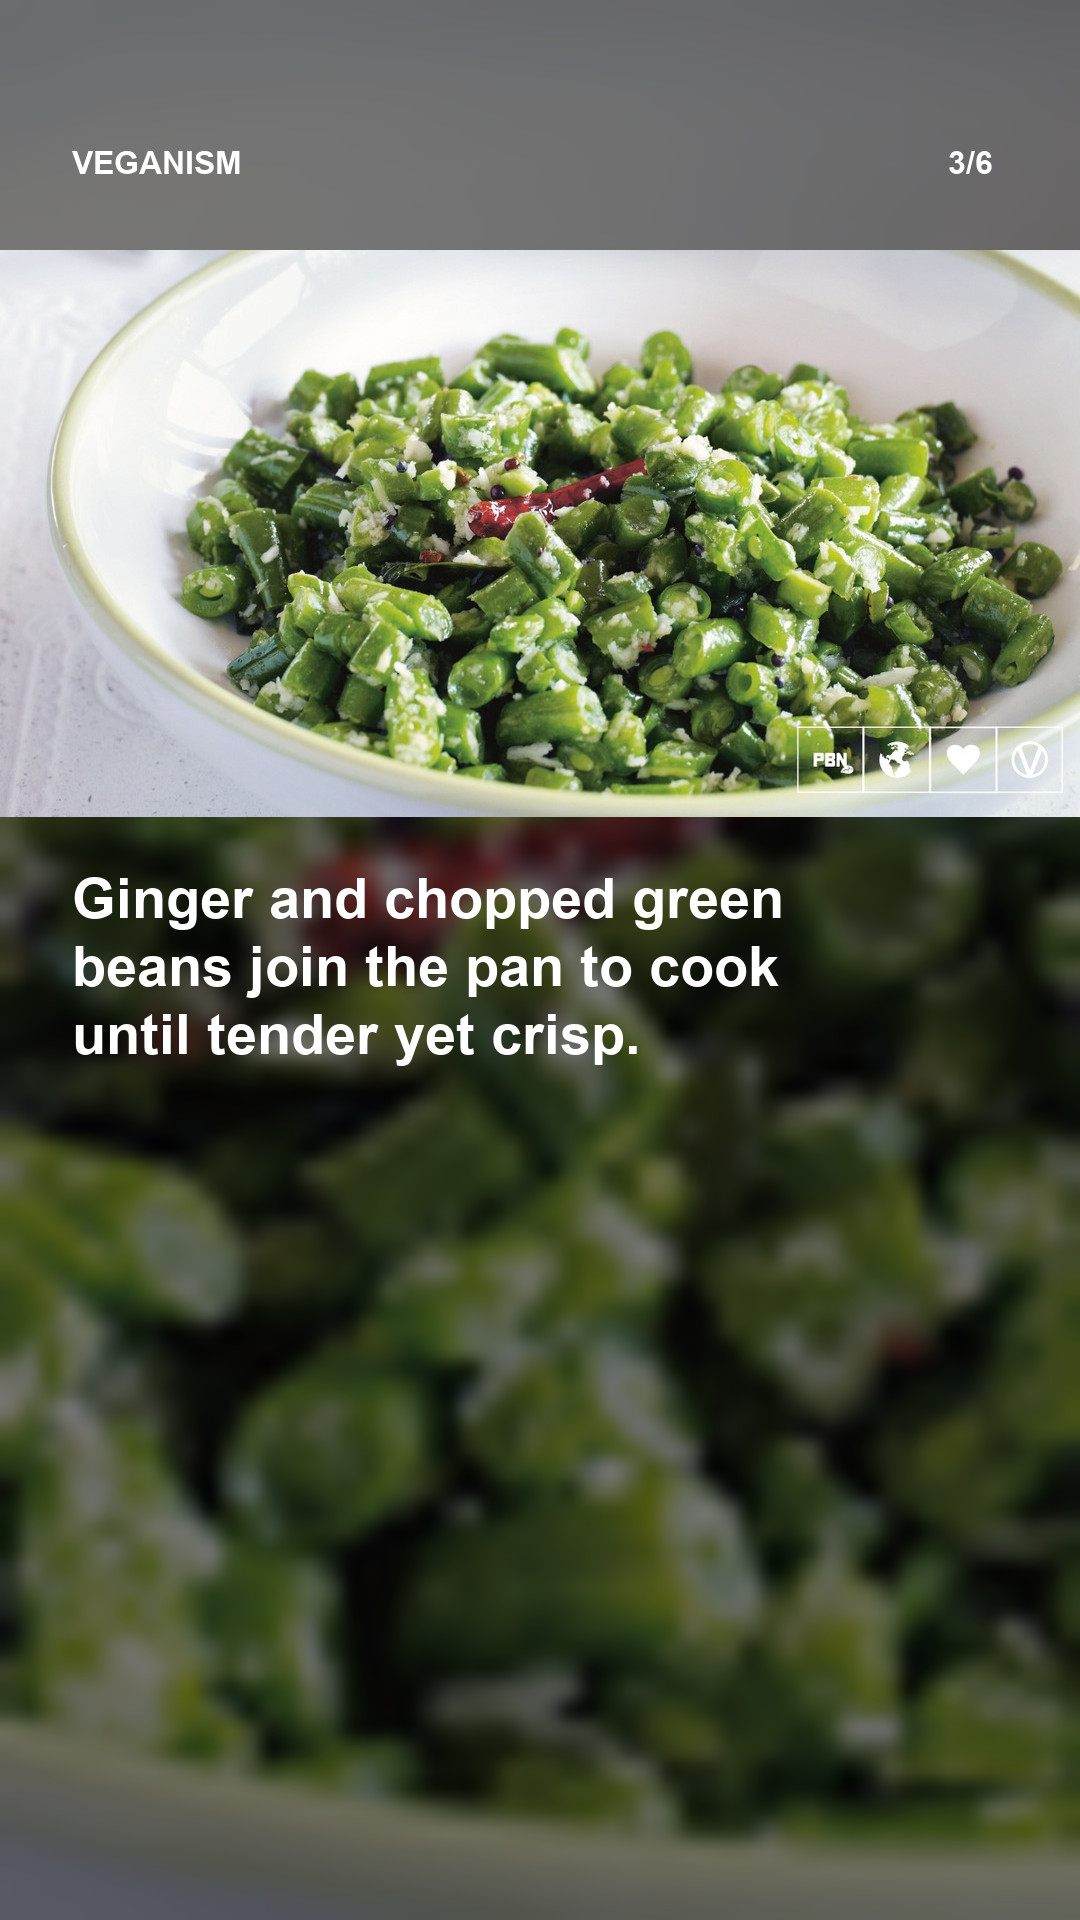 VEGANISM
3/6
PBN
Ginger and chopped green
beans join the pan to cook
until tender yet crisp.